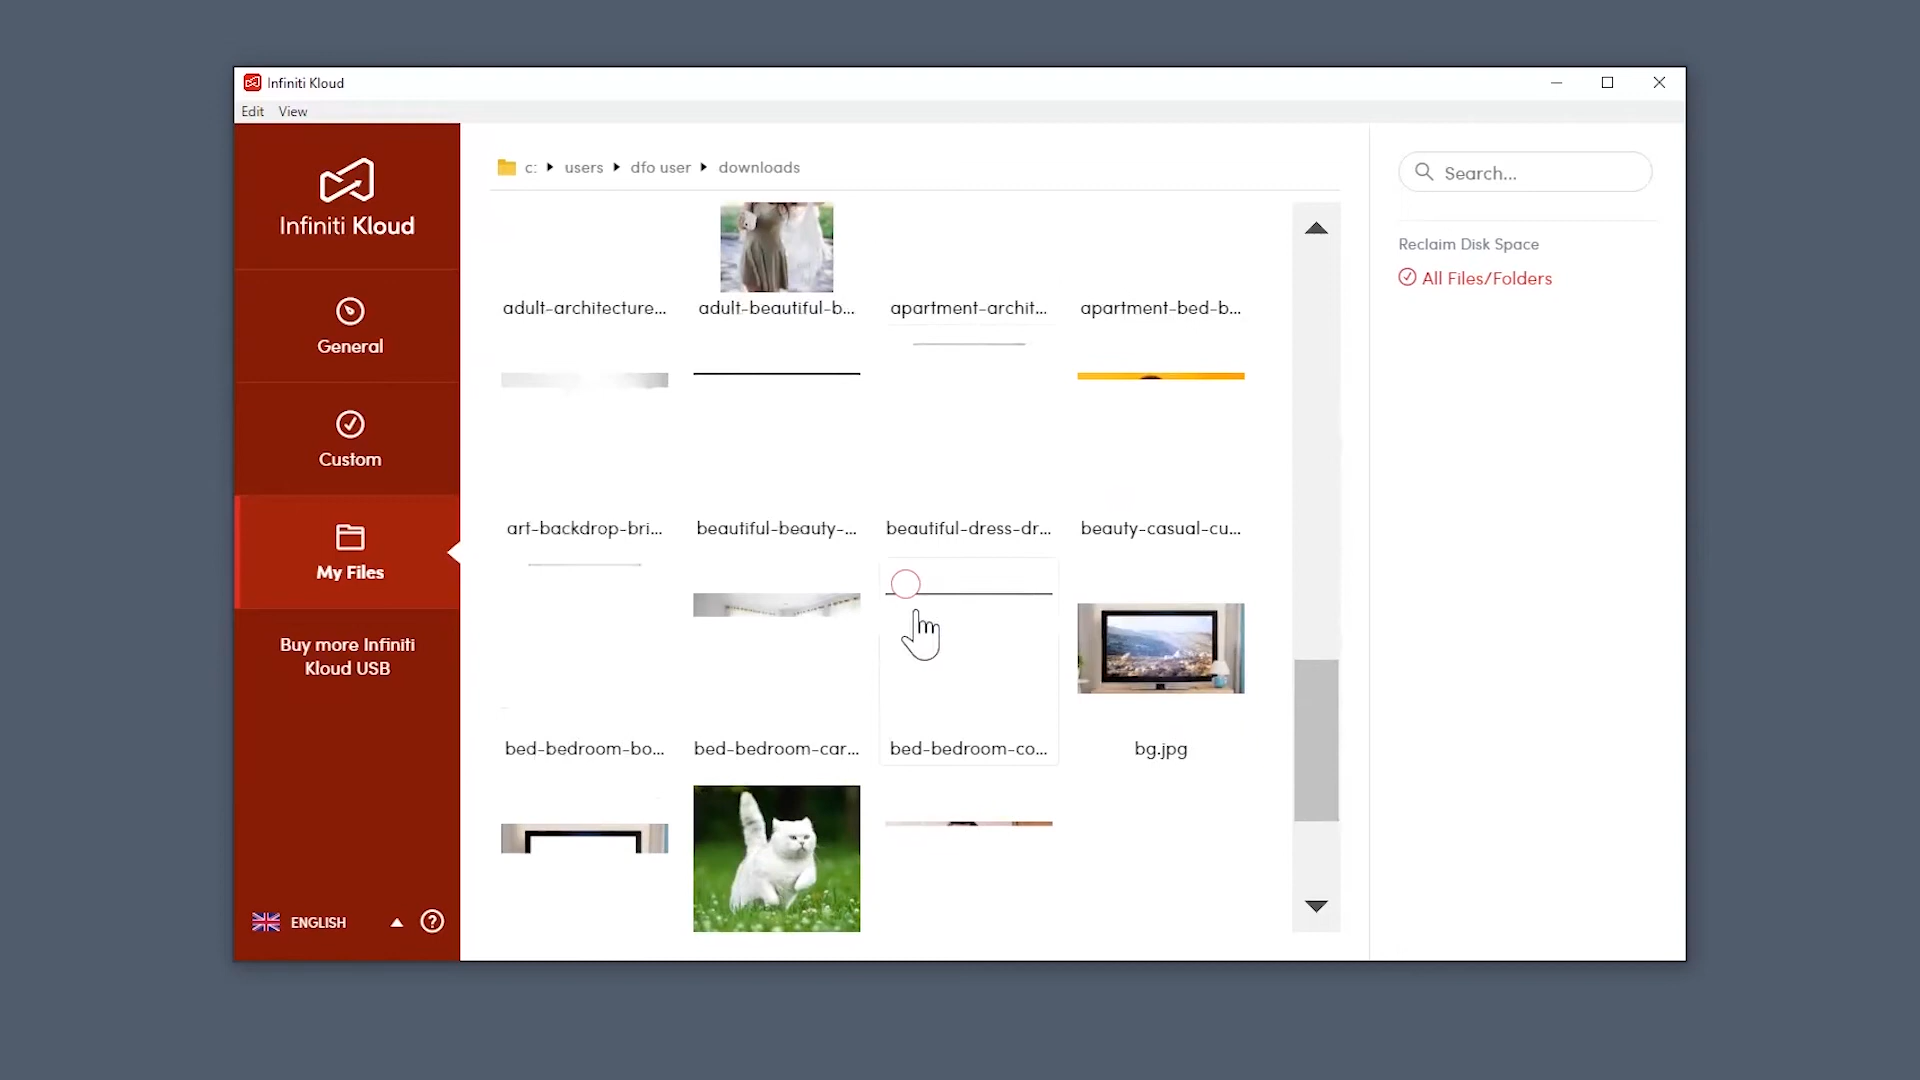 Infiniti Kloud
Edit View
Infiniti Kloud
General
Custom
My Files
Buy more Infiniti
Kloud USB
ENGLISH
c: users dfo user downloads
adult-architecture... adult-beautiful-b... apartment-archit... apartment-bed-b...
art-backdrop-bri... beautiful-beauty-... beautiful-dress-dr... beauty-casual-cu...
bed-bedroom-bo... bed-bedroom-car... bed-bedroom-co... bg.jpg
Search...
Reclaim Disk Space
All Files/Folders